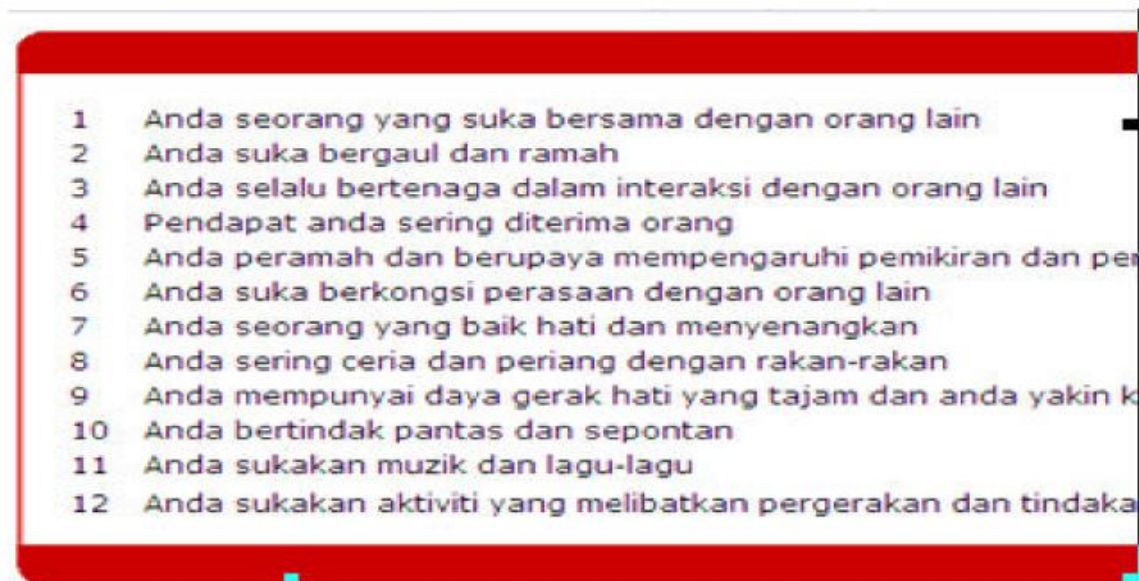 1 Anda seorang yang suka bersama dengan orang lain
2 Anda suka bergaul dan ramah
3 Anda selalu bertenaga dalam interaksi dengan orang lain
4 Pendapat anda sering diterima orang
5 Anda peramah dan berupaya mempengaruhi pemikiran dan
6 Anda suka berkongsi perasaan dengan orang lain
7 Anda seorang yang baik hati dan menyenangkan
8 Anda sering ceria dan periang dengan rakan-rakan
9 Anda mempunyai daya gerak hati yang tajam dan anda yakin
10 Anda bertindak pantas dan sepontan
11 Anda sukakan muzik dan lagu-lagu
12 Anda sukakan aktiviti yang melibatkan pergerakan dan